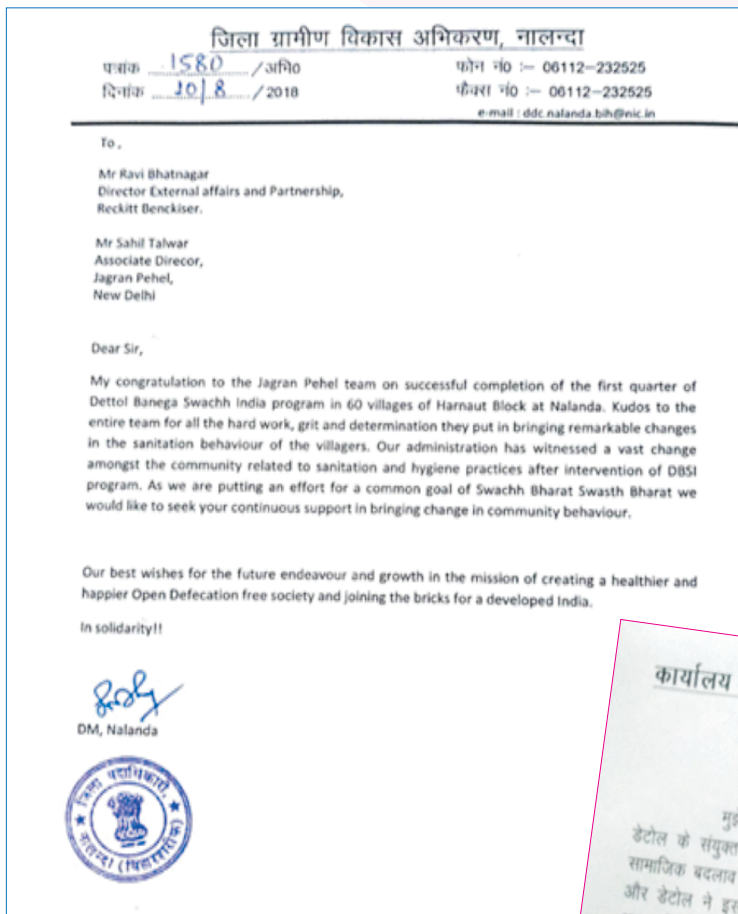 जिला ग्रामीण विकास अभिकरण, नालन्दा
पत्रांक 1580 /अभि0
फोन नं0 :– 06112–232525
दिनांक 20/8 /2018
फैक्स नं0 :– 06112–232525
e-mail : ddc.nalanda.bih@nic.in
To,
Mr Ravi Bhatnagar
Director External affairs and Partnership,
Reckitt Benckiser.
Mr Sahil Talwar
Associate Direcor,
Jagran Pehel,
New Delhi
Dear Sir,
My congratulation to the Jagran Pehel team on successful completion of the first quarter of
Dettol Banega Swachh India program in 60 villages of Harnaut Block at Nalanda. Kudos to the
entire team for all the hard work, grit and determination they put in bringing remarkable changes
in the sanitation behaviour of the villagers. Our administration has witnessed a vast change
amongst the community related to sanitation and hygiene practices after intervention of DBSI
program. As we are putting an effort for a common goal of Swachh Bharat Swasth Bharat we
would like to seek your continuous support in bringing change in community behaviour.
Our best wishes for the future endeavour and growth in the mission of creating a healthier and
happier Open Defecation free society and joining the bricks for a developed India.
In solidarity!!
DM, Nalanda
जिला पदाधिकारी,
नालन्दा
कार्यालय
डेटोल के संयुक्त
सामाजिक बदलाव
और डेटोल ने इस